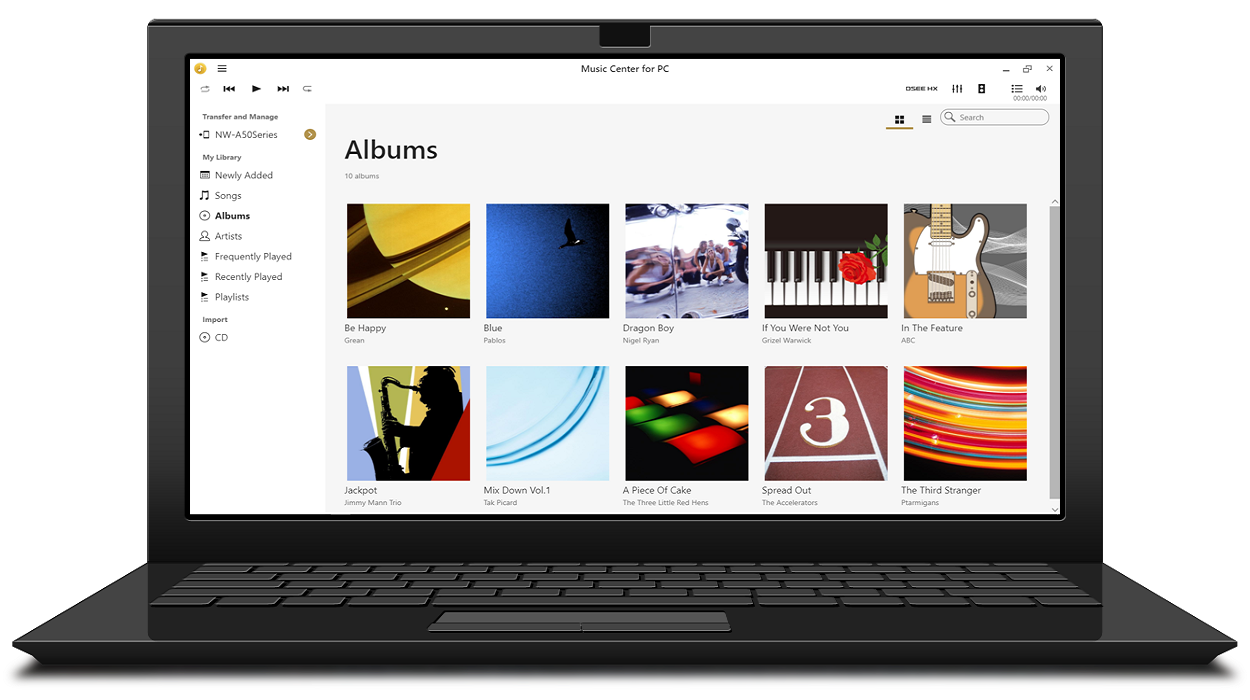 Music Center for PC
DSEE HX
00:00/00:00
Transfer and Manage
NW-A50Series
My Library
Newly Added
Songs
Albums
Artists
Frequently Played
Recently Played
Playlists
Import
CD
Search
Albums
10 albums
Be Happy
Grean
Blue
Pablos
Dragon Boy
Nigel Ryan
If You Were Not You
Grizel Warwick
In The Feature
ABC
3
Jackpot
Jimmy Mann Trio
Mix Down Vol.1
Tak Picard
A Piece Of Cake
The Three Little Red Hens
Spread Out
The Accelerators
The Third Stranger
Ptarmigans